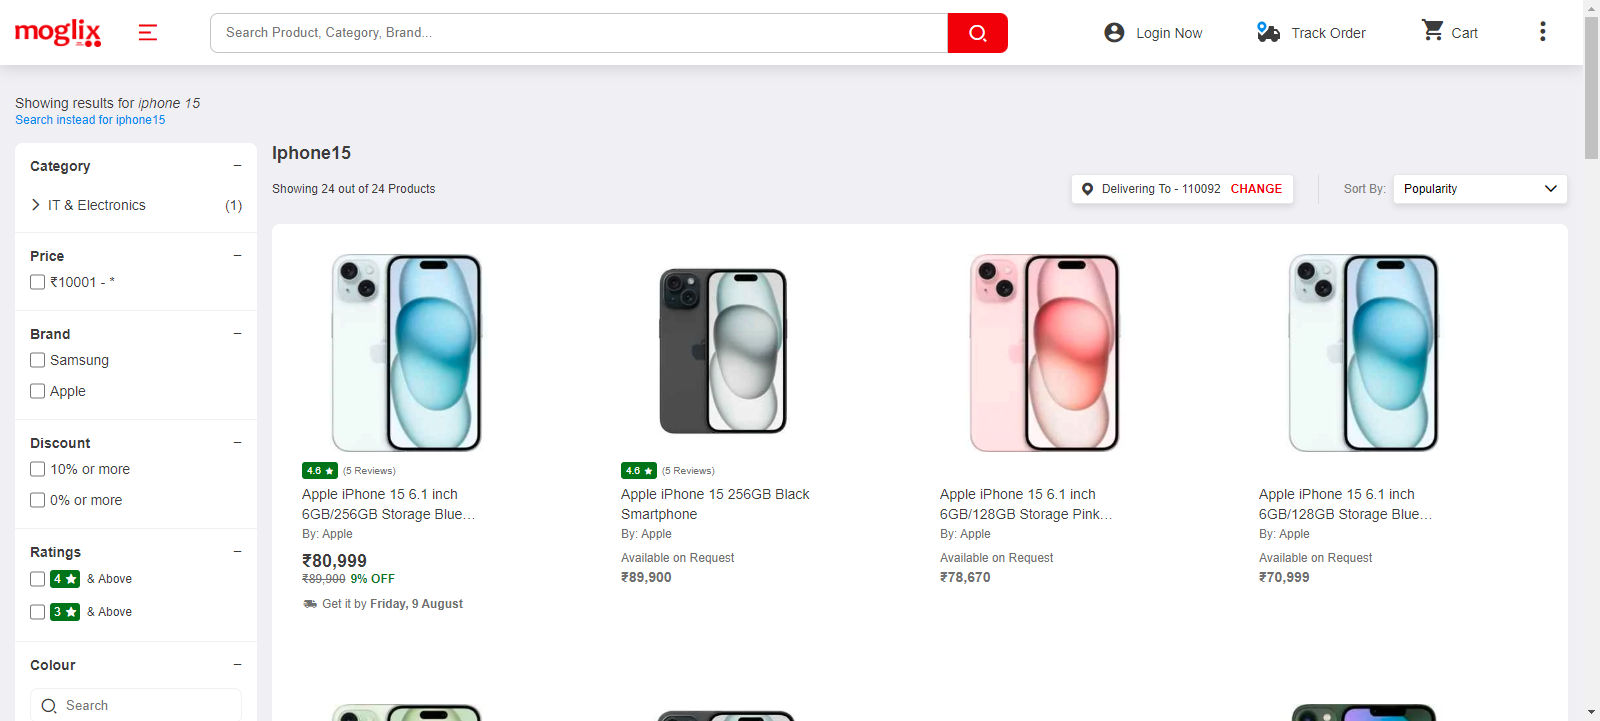 moglix
Search Product, Category, Brand...
Login Now
Track Order
Cart
Showing results for iphone 15
Search instead for iphone15
Category
IT & Electronics (1)
Price
₹10001 - *
Brand
Samsung
Apple
Discount
10% or more
0% or more
Ratings
4 ★ & Above
3 ★ & Above
Colour
Search
Iphone15
Showing 24 out of 24 Products
Delivering To - 110092 CHANGE
Sort By: Popularity
4.6 ★ (5 Reviews)
Apple iPhone 15 6.1 inch
6GB/256GB Storage Blue...
By: Apple
₹80,999
₹89,900 9% OFF
Get it by Friday, 9 August
4.6 ★ (5 Reviews)
Apple iPhone 15 256GB Black
Smartphone
By: Apple
Available on Request
₹89,900
Apple iPhone 15 6.1 inch
6GB/128GB Storage Pink...
By: Apple
Available on Request
₹78,670
Apple iPhone 15 6.1 inch
6GB/128GB Storage Blue...
By: Apple
Available on Request
₹70,999